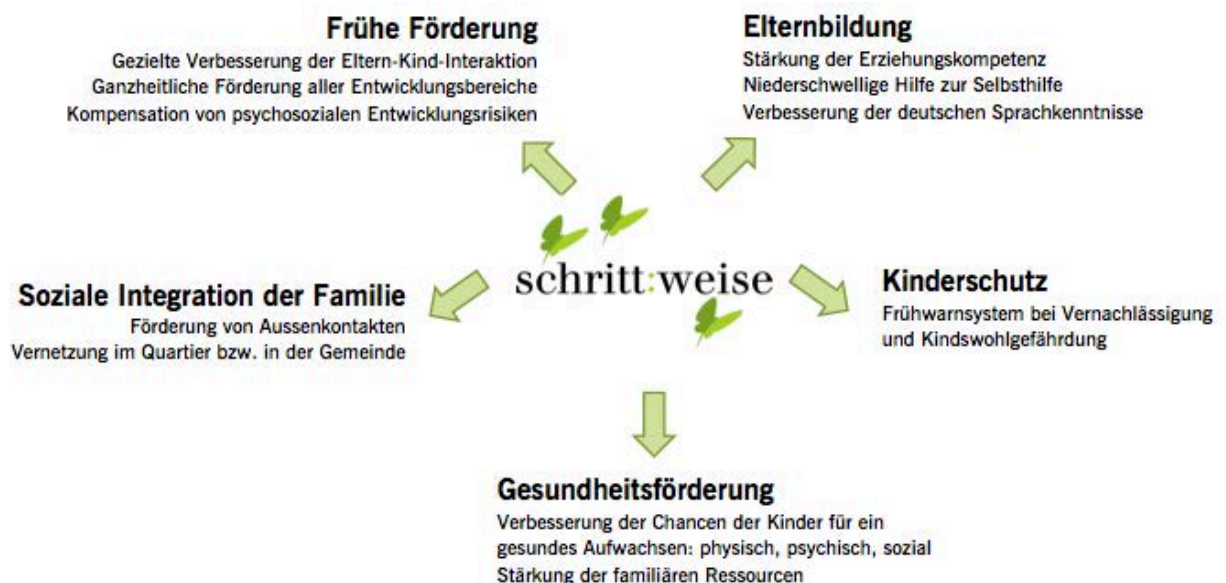 Frühe Förderung
Gezielte Verbesserung der Eltern-Kind-Interaktion
Ganzheitliche Förderung aller Entwicklungsbereiche
Kompensation von psychosozialen Entwicklungsrisiken
Elternbildung
Stärkung der Erziehungskompetenz
Niederschwellige Hilfe zur Selbsthilfe
Verbesserung der deutschen Sprachkenntnisse
schritt:weise
Soziale Integration der Familie
Förderung von Aussenkontakten
Vernetzung im Quartier bzw. in der Gemeinde
Kinderschutz
Frühwarnsystem bei Vernachlässigung
und Kindswohlgefährdung
Gesundheitsförderung
Verbesserung der Chancen der Kinder für ein
gesundes Aufwachsen: physisch, psychisch, sozial
Stärkung der familiären Ressourcen